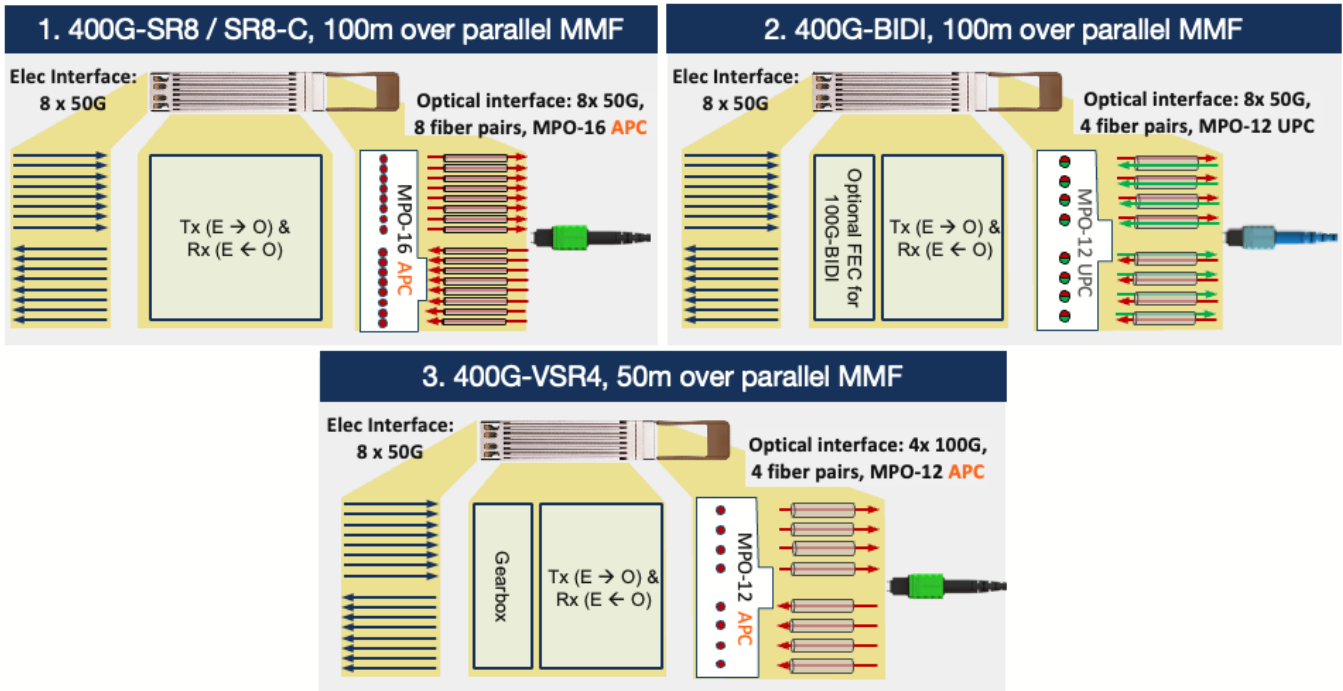 1. 400G-SR8 / SR8-C, 100m over parallel MMF
Elec Interface:
8 x 50G
Optical interface: 8x 50G,
8 fiber pairs, MPO-16 APC
Tx (E → O) &
Rx (E ← O)
MPO-16 APC
2. 400G-BIDI, 100m over parallel MMF
Elec Interface:
8 x 50G
Optical interface: 8x 50G,
4 fiber pairs, MPO-12 UPC
Optional FEC for
100G-BIDI
Tx (E → O) &
Rx (E ← O)
MPO-12 UPC
3. 400G-VSR4, 50m over parallel MMF
Elec Interface:
8 x 50G
Optical interface: 4x 100G,
4 fiber pairs, MPO-12 APC
Gearbox
Tx (E → O) &
Rx (E ← O)
MPO-12 APC